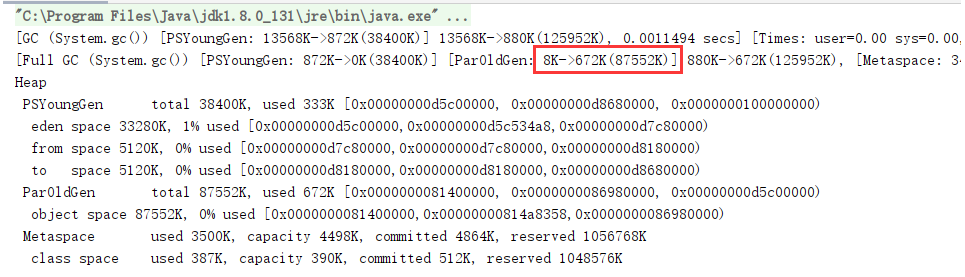 "C:\Program Files\Java\jdk1.8.0_131\jre\bin\java.exe" ...
[GC (System.gc()) [PSYoungGen: 13568K->872K(38400K)] 13568K->880K(125952K), 0.0011494 secs] [Times: user=0.00 sys=0.00,
[Full GC (System.gc()) [PSYoungGen: 872K->0K(38400K)] [ParOldGen: 8K->672K(87552K)] 880K->672K(125952K), [Metaspace: 34
Heap
PSYoungGen total 38400K, used 333K [0x00000000d5c00000, 0x00000000d8680000, 0x0000000100000000)
eden space 33280K, 1% used [0x00000000d5c00000,0x00000000d5c534a8,0x00000000d7c80000)
from space 5120K, 0% used [0x00000000d7c80000,0x00000000d7c80000,0x00000000d8180000)
to space 5120K, 0% used [0x00000000d8180000,0x00000000d8180000,0x00000000d8680000)
ParOldGen total 87552K, used 672K [0x0000000081400000, 0x0000000086980000, 0x00000000d5c00000)
object space 87552K, 0% used [0x0000000081400000,0x00000000814a8358,0x0000000086980000)
Metaspace used 3500K, capacity 4498K, committed 4864K, reserved 1056768K
class space used 387K, capacity 390K, committed 512K, reserved 1048576K